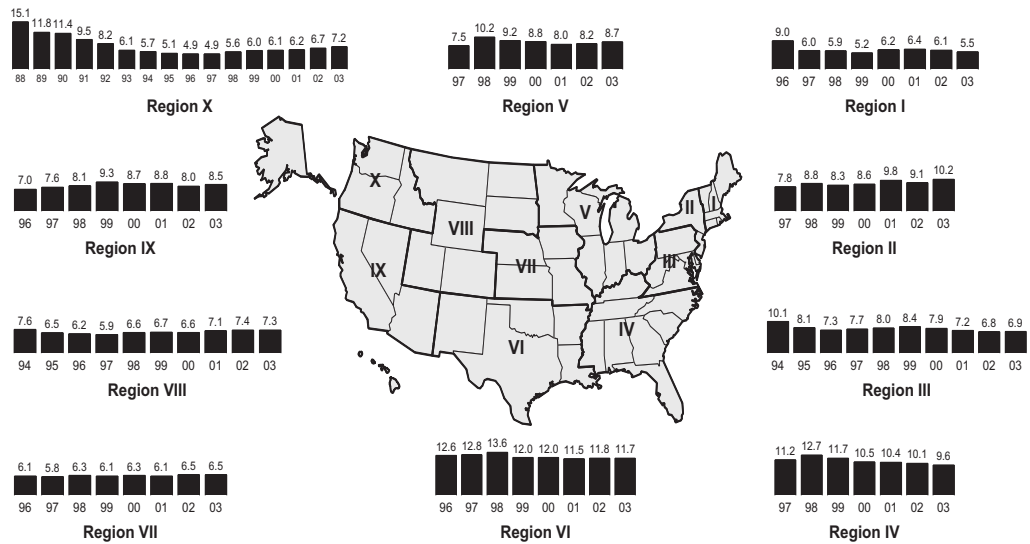 15.1 11.8 11.4 9.5 8.2 6.1 5.7 5.1 4.9 4.9 5.6 6.0 6.1 6.2 6.7 7.2
88 89 90 91 92 93 94 95 96 97 98 99 00 01 02 03
Region X
7.5 10.2 9.2 8.8 8.0 8.2 8.7
97 98 99 00 01 02 03
Region V
9.0 6.0 5.9 5.2 6.2 6.4 6.1 5.5
96 97 98 99 00 01 02 03
Region I
7.0 7.6 8.1 9.3 8.7 8.8 8.0 8.5
96 97 98 99 00 01 02 03
Region IX
X
VIII
IX
VII
VI
V
IV
III
II
I
7.8 8.8 8.3 8.6 9.8 9.1 10.2
97 98 99 00 01 02 03
Region II
7.6 6.5 6.2 5.9 6.6 6.7 6.6 7.1 7.4 7.3
94 95 96 97 98 99 00 01 02 03
Region VIII
10.1 8.1 7.3 7.7 8.0 8.4 7.9 7.2 6.8 6.9
94 95 96 97 98 99 00 01 02 03
Region III
6.1 5.8 6.3 6.1 6.3 6.1 6.5 6.5
96 97 98 99 00 01 02 03
Region VII
12.6 12.8 13.6 12.0 12.0 11.5 11.8 11.7
96 97 98 99 00 01 02 03
Region VI
11.2 12.7 11.7 10.5 10.4 10.1 9.6
97 98 99 00 01 02 03
Region IV